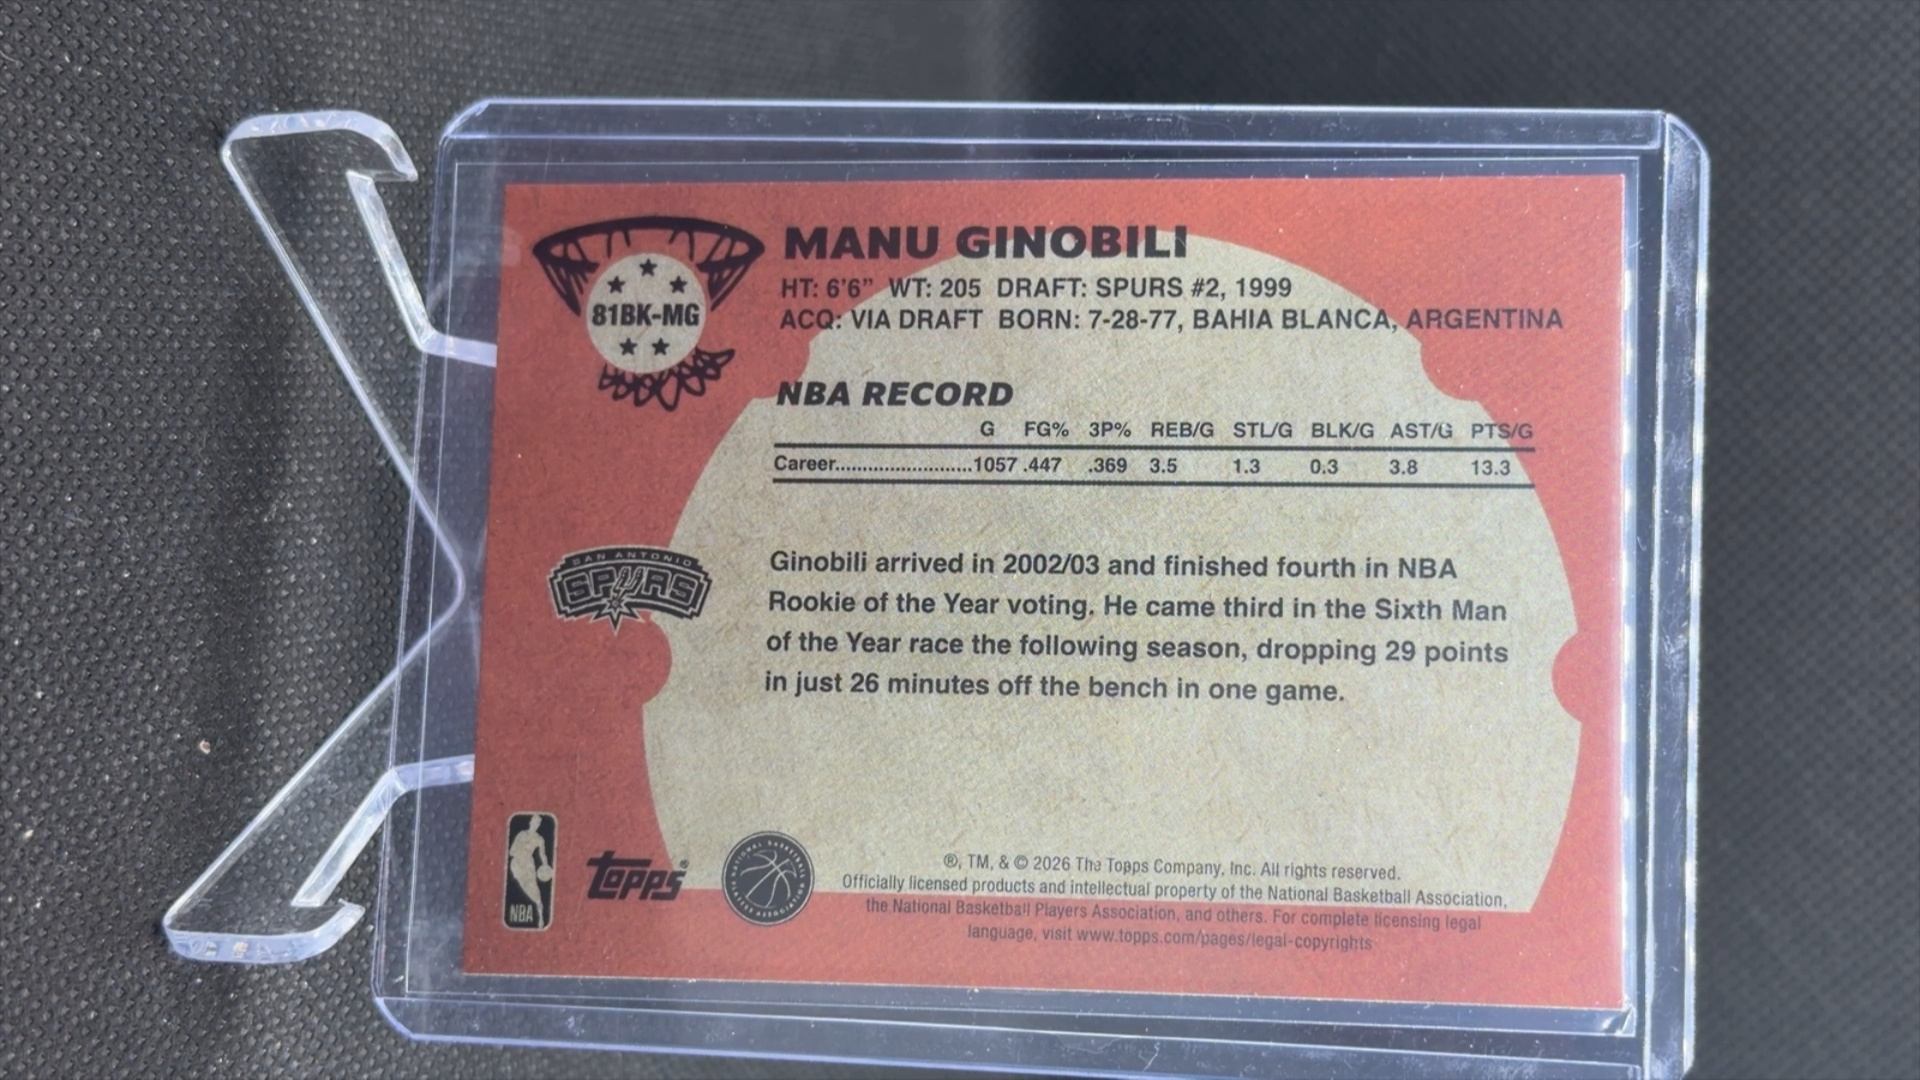 MANU GINOBILI
HT: 6'6" WT: 205 DRAFT: SPURS #2, 1999
ACQ: VIA DRAFT BORN: 7-28-77, BAHIA BLANCA, ARGENTINA
81BK-MG
NBA RECORD
G FG% 3P% REB/G STL/G BLK/G AST/G PTS/G
Career.........................1057 .447 .369 3.5 1.3 0.3 3.8 13.3
SAN ANTONIO
SPURS
Ginobili arrived in 2002/03 and finished fourth in NBA
Rookie of the Year voting. He came third in the Sixth Man
of the Year race the following season, dropping 29 points
in just 26 minutes off the bench in one game.
NBA
Topps®
NATIONAL BASKETBALL PLAYERS ASSOCIATION
®, TM, & © 2026 The Topps Company, Inc. All rights reserved.
Officially licensed products and intellectual property of the National Basketball Association,
the National Basketball Players Association, and others. For complete licensing legal
language, visit www.topps.com/pages/legal-copyrights